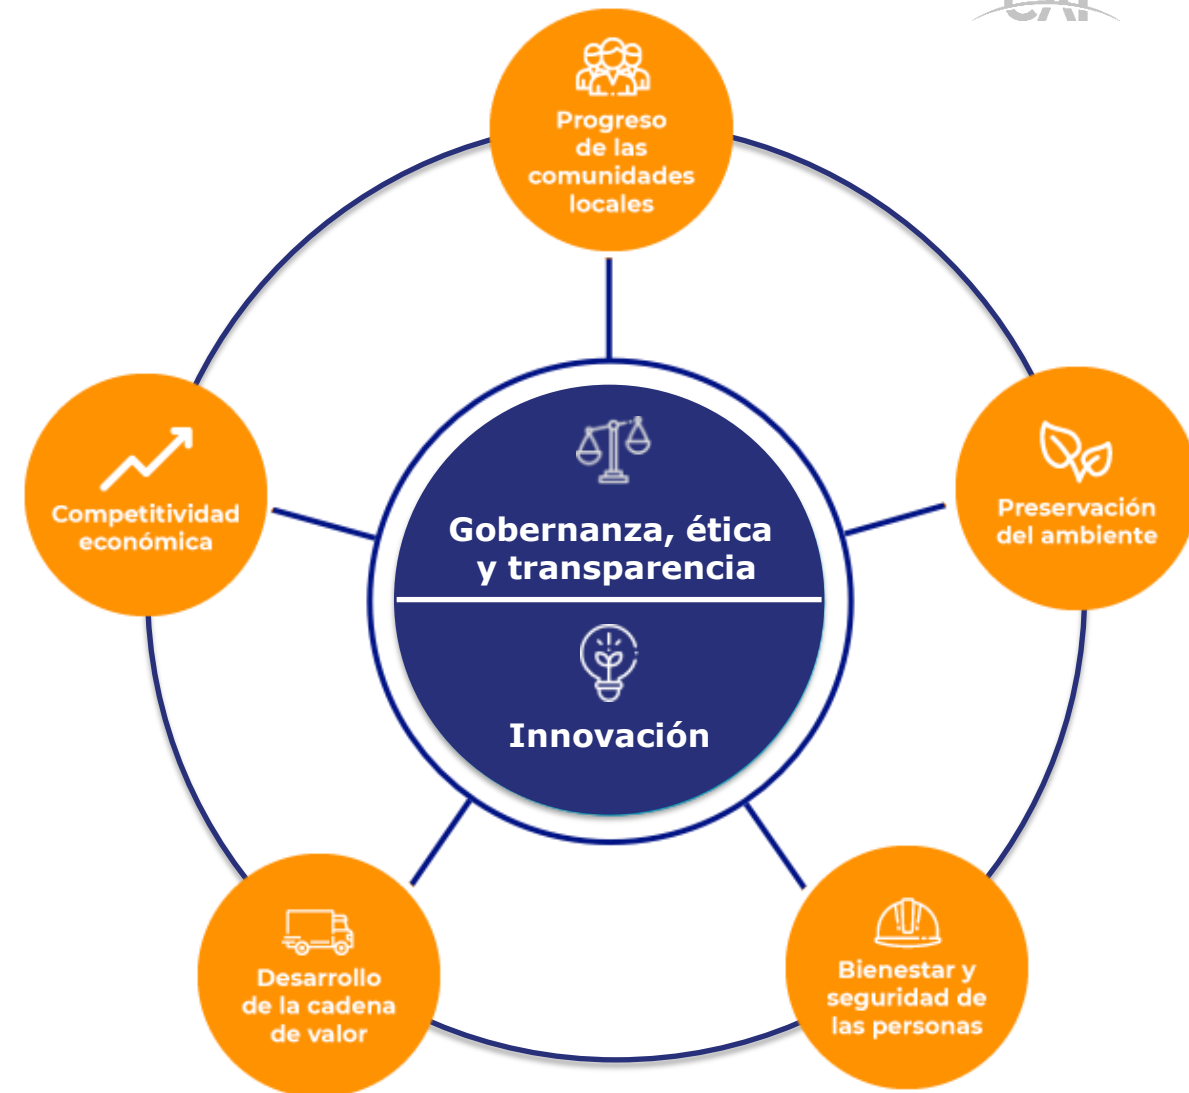 Progreso
de las
comunidades
locales
Competitividad
económica
Preservación
del ambiente
Gobernanza, ética
y transparencia
Innovación
Desarrollo
de la cadena
de valor
Bienestar y
seguridad de
las personas